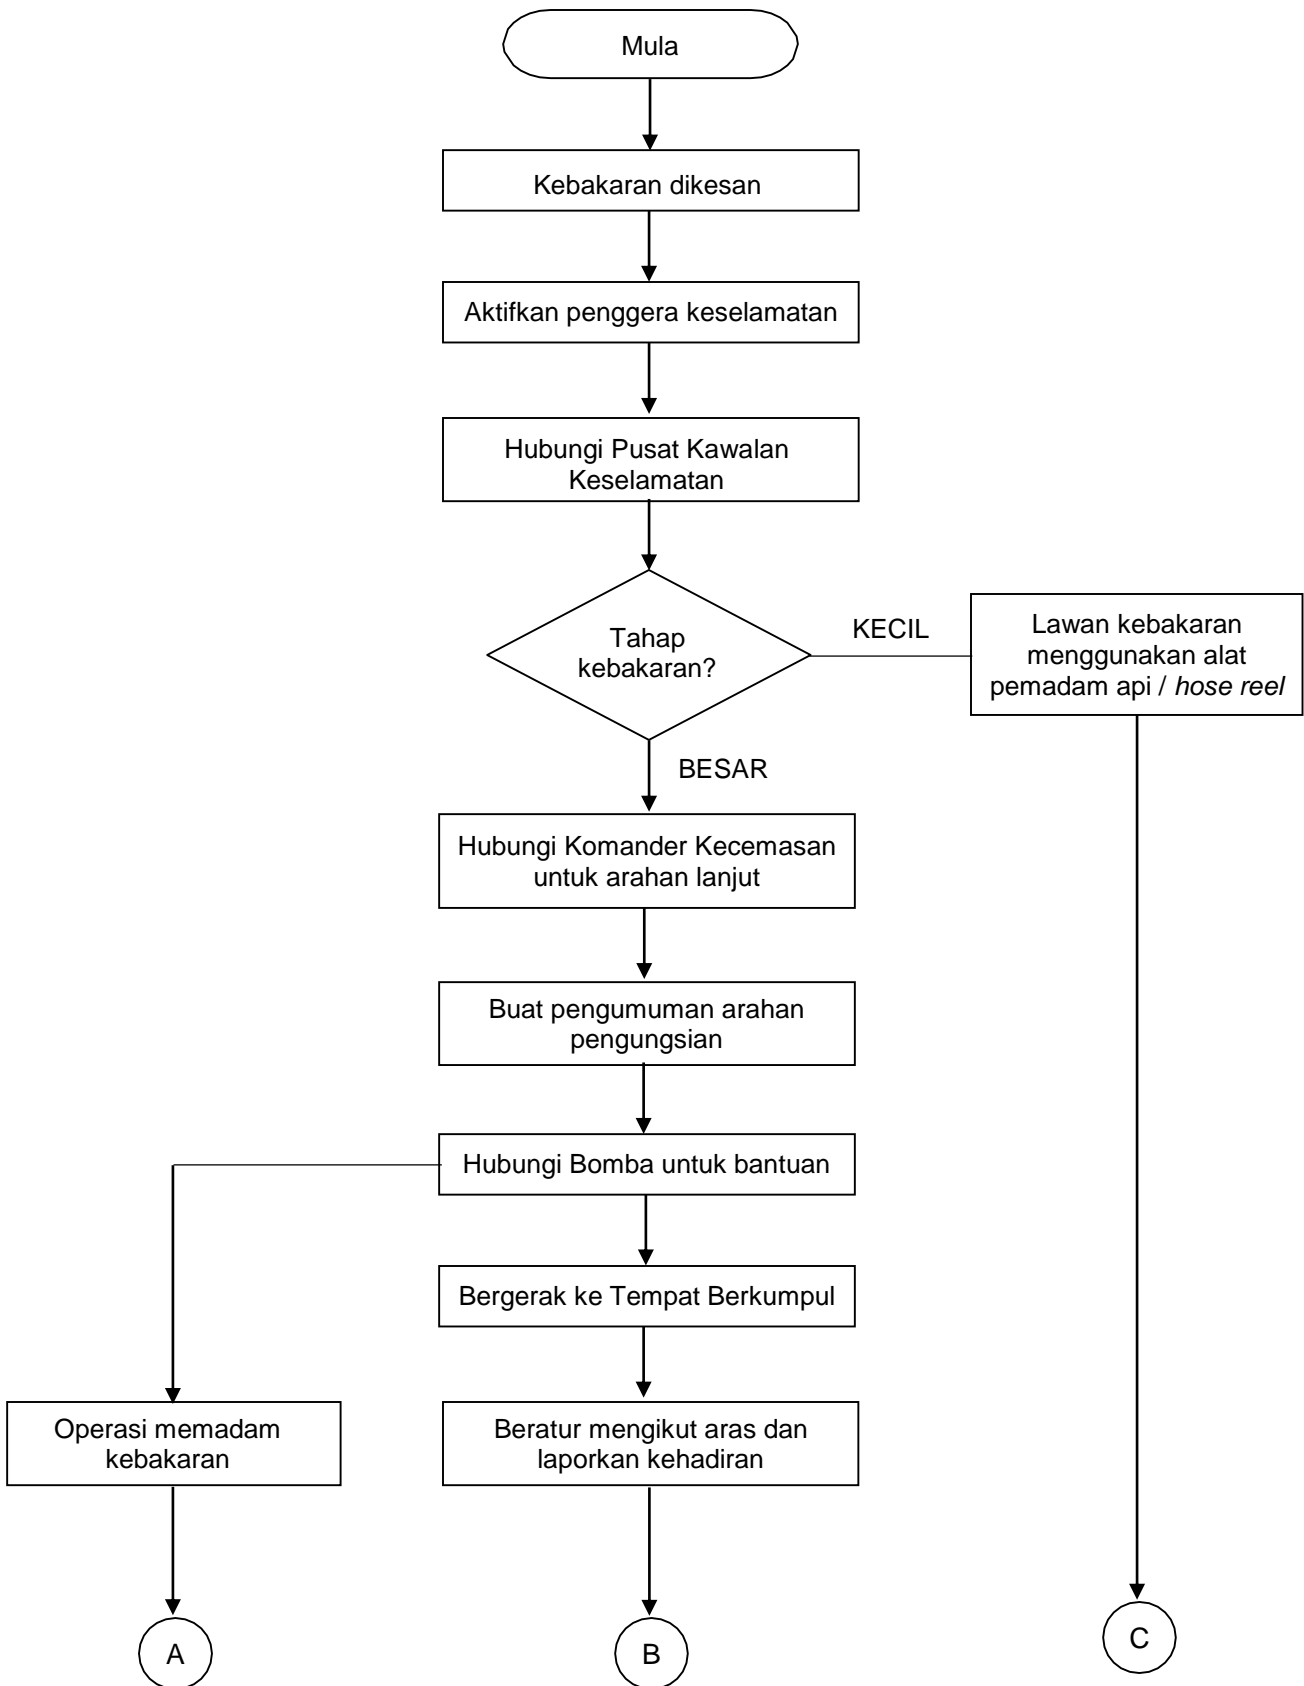 Mula
Kebakaran dikesan
Aktifkan penggera keselamatan
Hubungi Pusat Kawalan
Keselamatan
Tahap
kebakaran?
KECIL
Lawan kebakaran
menggunakan alat
pemadam api / hose reel
BESAR
Hubungi Komander Kecemasan
untuk arahan lanjut
Buat pengumuman arahan
pengungsian
Hubungi Bomba untuk bantuan
Bergerak ke Tempat Berkumpul
Operasi memadam
kebakaran
Beratur mengikut aras dan
laporkan kehadiran
A
B
C